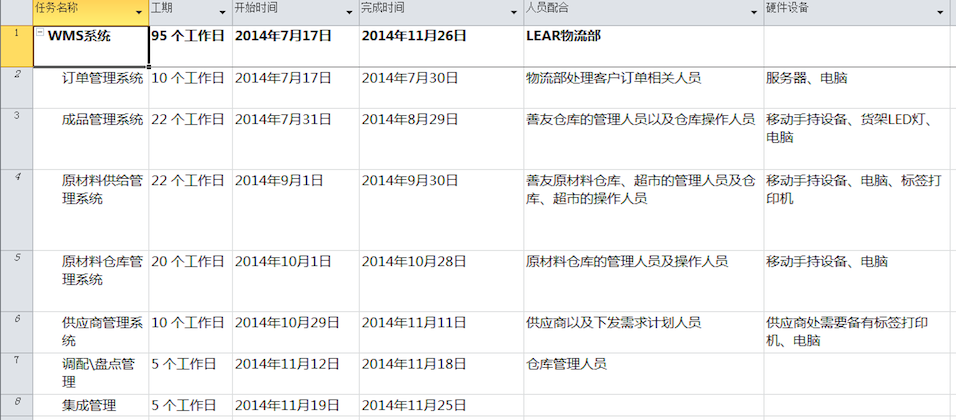 任务名称 工期 开始时间 完成时间 人员配合 硬件设备
1 WMS系统 95 个工作日 2014年7月17日 2014年11月26日 LEAR物流部
2 订单管理系统 10 个工作日 2014年7月17日 2014年7月30日 物流部处理客户订单相关人员 服务器、电脑
3 成品管理系统 22 个工作日 2014年7月31日 2014年8月29日 善友仓库的管理人员以及仓库操作人员 移动手持设备、货架LED灯、
电脑
4 原材料供给管 22 个工作日 2014年9月1日 2014年9月30日 善友原材料仓库、超市的管理人员及仓 移动手持设备、电脑、标签打
理系统 库、超市的操作人员 印机
5 原材料仓库管 20 个工作日 2014年10月1日 2014年10月28日 原材料仓库的管理人员及操作人员 移动手持设备、电脑
理系统
6 供应商管理系 10 个工作日 2014年10月29日 2014年11月11日 供应商以及下发需求计划人员 供应商处需要备有标签打印
统 机、电脑
7 调配\盘点管 5 个工作日 2014年11月12日 2014年11月18日 仓库管理人员
理
8 集成管理 5 个工作日 2014年11月19日 2014年11月25日